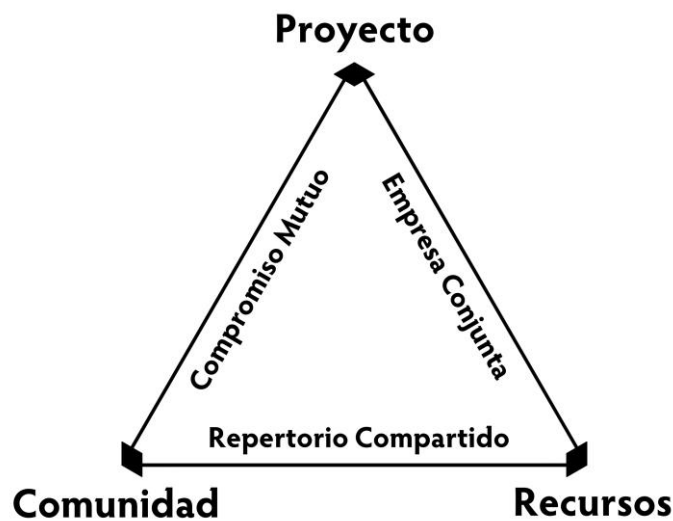 Proyecto
Compromiso Mutuo
Empresa Conjunta
Repertorio Compartido
Comunidad
Recursos